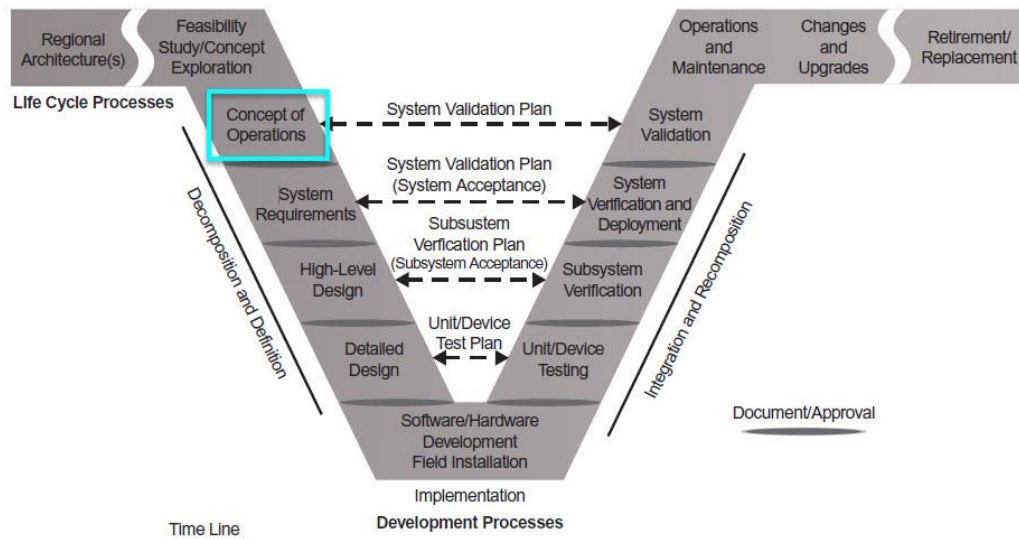 Regional
Architecture(s)
Feasibility
Study/Concept
Exploration
Operations
and
Maintenance
Changes
and
Upgrades
Retirement/
Replacement
LIfe Cycle Processes
Concept of
Operations
System Validation Plan
System
Validation
System
Requirements
System Validation Plan
(System Acceptance)
System
Verification and
Deployment
High-Level
Design
Subsustem
Verfication Plan
(Subsystem Acceptance)
Subsystem
Verification
Detailed
Design
Unit/Device
Test Plan
Unit/Device
Testing
Decomposition and Definition
Integration and Recomposition
Software/Hardware
Development
Field Installation
Document/Approval
Implementation
Development Processes
Time Line